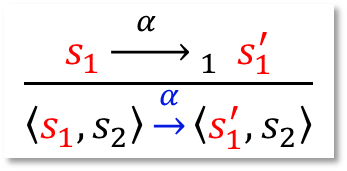 s₁ —α→ ₁ s₁′
⟨s₁, s₂⟩ —α→ ⟨s₁′, s₂⟩